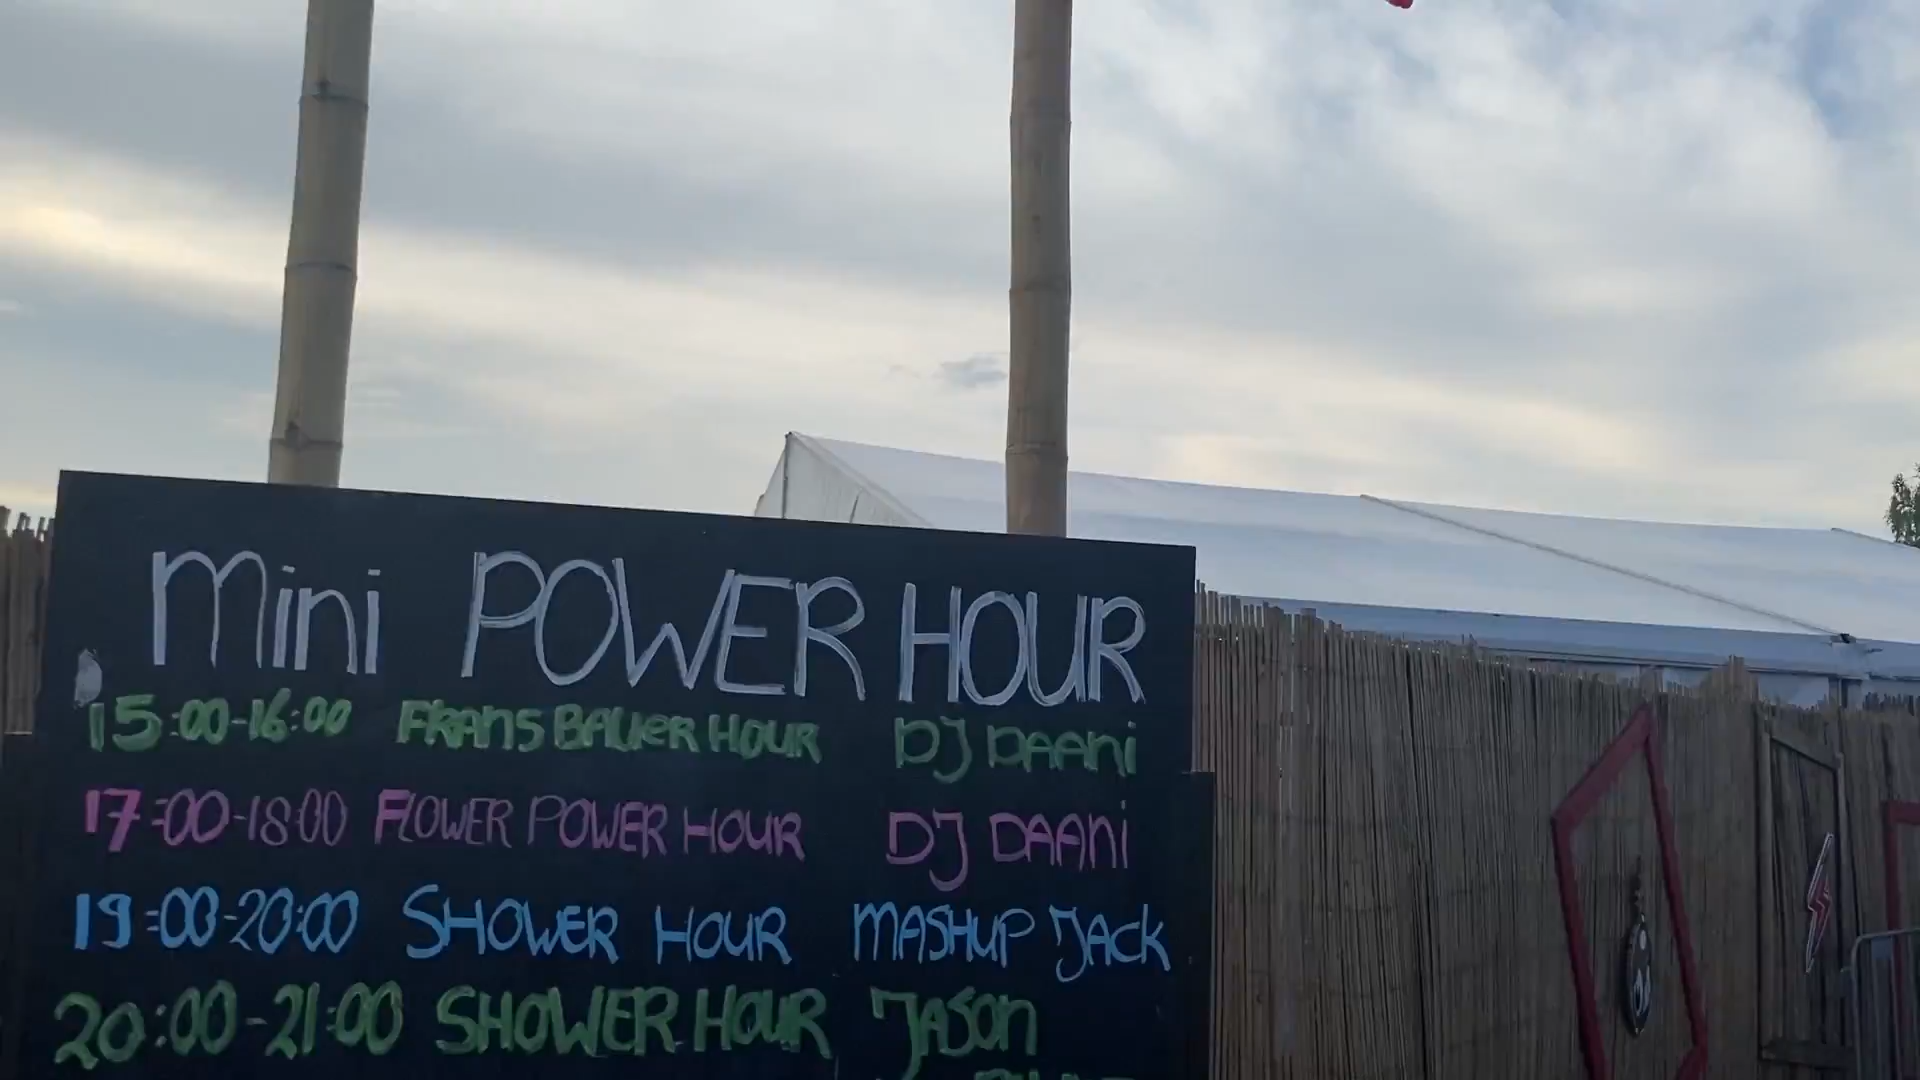 mini POWER HOUR
15:00-16:00 FRANS BAUER HOUR DJ DAANI
17:00-18:00 FLOWER POWER HOUR DJ DAANI
19:00-20:00 SHOWER HOUR MASHUP JACK
20:00-21:00 SHOWER HOUR JASON